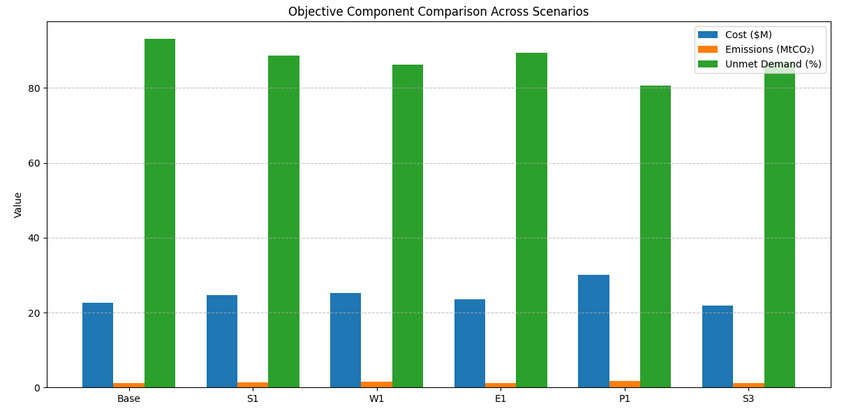 Objective Component Comparison Across Scenarios
Cost ($M)
Emissions (MtCO₂)
Unmet Demand (%)
Value
80
60
40
20
0
Base S1 W1 E1 P1 S3